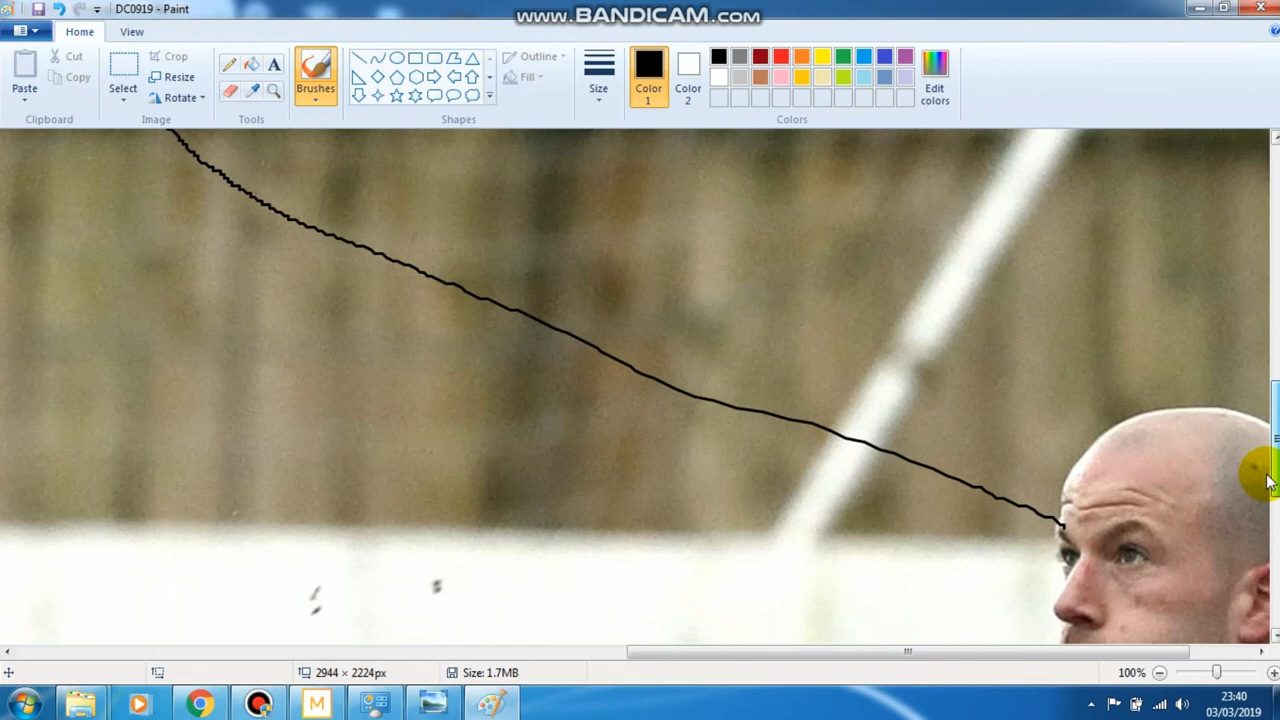 DC0919 - Paint
www.BANDICAM.com
Home
View
Paste
Cut
Copy
Clipboard
Select
Crop
Resize
Rotate
Image
A
Tools
Brushes
Outline
Fill
Shapes
Size
Color 1
Color 2
Edit colors
Colors
2944 × 2224px
Size: 1.7MB
100%
M
23:40
03/03/2019